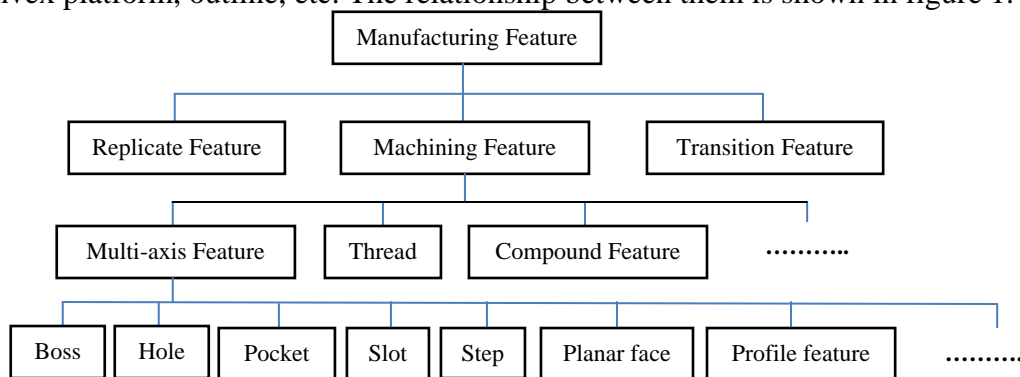 platform, outline, etc. The relationship between them is shown in figure 1.
Manufacturing Feature
Replicate Feature Machining Feature Transition Feature
Multi-axis Feature Thread Compound Feature ………..
Boss Hole Pocket Slot Step Planar face Profile feature ………..